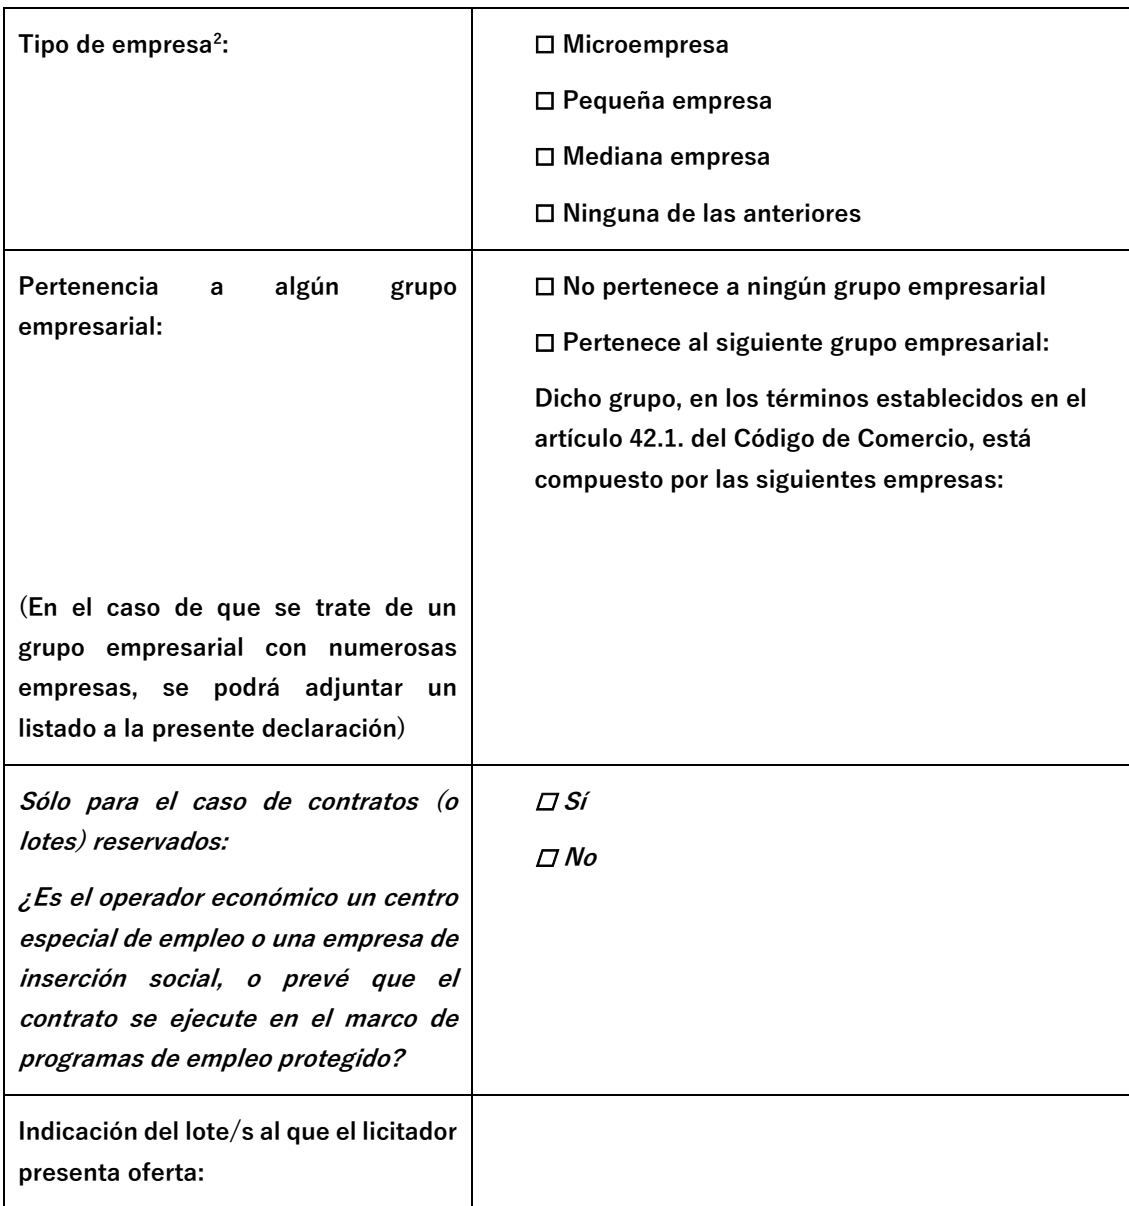 Tipo de empresa²:
☐ Microempresa
☐ Pequeña empresa
☐ Mediana empresa
☐ Ninguna de las anteriores
Pertenencia a algún grupo
empresarial:
(En el caso de que se trate de un
grupo empresarial con numerosas
empresas, se podrá adjuntar un
listado a la presente declaración)
☐ No pertenece a ningún grupo empresarial
☐ Pertenece al siguiente grupo empresarial:
Dicho grupo, en los términos establecidos en el
artículo 42.1. del Código de Comercio, está
compuesto por las siguientes empresas:
Sólo para el caso de contratos (o
lotes) reservados:
¿Es el operador económico un centro
especial de empleo o una empresa de
inserción social, o prevé que el
contrato se ejecute en el marco de
programas de empleo protegido?
☐ Sí
☐ No
Indicación del lote/s al que el licitador
presenta oferta: